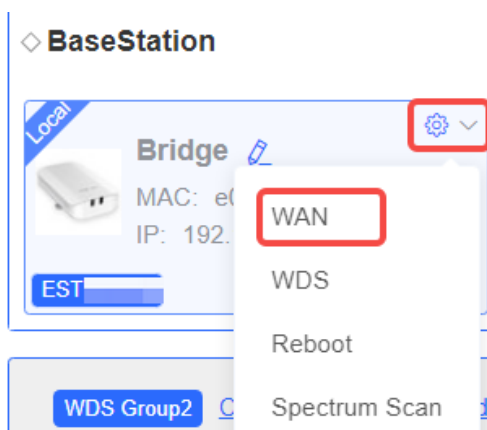 BaseStation
Local
Bridge
MAC: e
IP: 192.
EST
WAN
WDS
Reboot
Spectrum Scan
WDS Group2